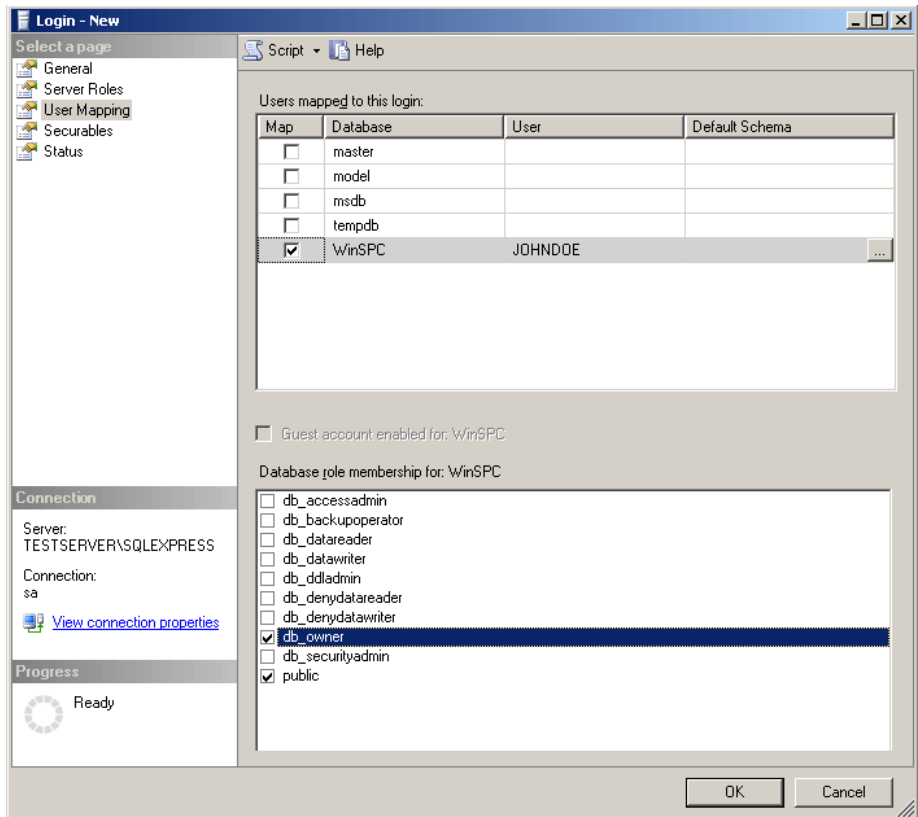 Login - New
Select a page
General
Server Roles
User Mapping
Securables
Status
Script Help
Users mapped to this login:
Map Database User Default Schema
master
model
msdb
tempdb
WinSPC JOHNDOE ...
Guest account enabled for: WinSPC
Database role membership for: WinSPC
db_accessadmin
db_backupoperator
db_datareader
db_datawriter
db_ddladmin
db_denydatareader
db_denydatawriter
db_owner
db_securityadmin
public
Connection
Server:
TESTSERVER\SQLEXPRESS
Connection:
sa
View connection properties
Progress
Ready
OK Cancel